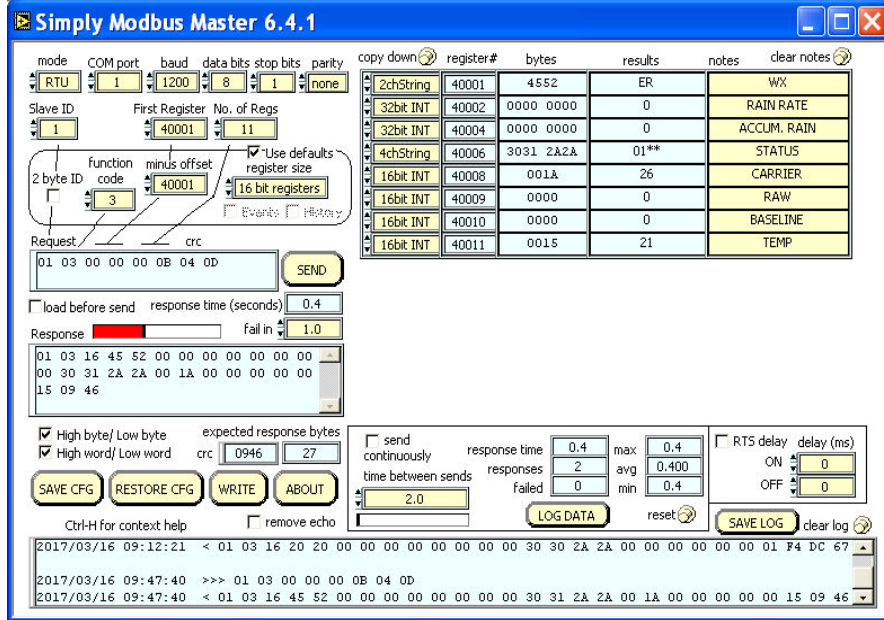 Simply Modbus Master 6.4.1
mode COM port baud data bits stop bits parity
RTU 1 1200 8 1 none
Slave ID First Register No. of Regs
1 40001 11
Use defaults
2 byte ID function code minus offset register size
3 40001 16 bit registers
Events History
Request crc
01 03 00 00 00 0B 04 0D
SEND
load before send response time (seconds) 0.4
Response fail in 1.0
01 03 16 45 52 00 00 00 00 00 00 00
00 30 31 2A 2A 00 1A 00 00 00 00 00
15 09 46
High byte/ Low byte expected response bytes
High word/ Low word crc 0946 27
SAVE CFG RESTORE CFG WRITE ABOUT
Ctrl-H for context help remove echo
copy down register# bytes results notes clear notes
2chString 40001 4552 ER WX
32bit INT 40002 0000 0000 0 RAIN RATE
32bit INT 40004 0000 0000 0 ACCUM. RAIN
4chString 40006 3031 2A2A 01** STATUS
16bit INT 40008 001A 26 CARRIER
16bit INT 40009 0000 0 RAW
16bit INT 40010 0000 0 BASELINE
16bit INT 40011 0015 21 TEMP
send continuously
time between sends
2.0
response time 0.4 max 0.4
responses 2 avg 0.400
failed 0 min 0.4
LOG DATA reset
RTS delay delay (ms)
ON 0
OFF 0
SAVE LOG clear log
2017/03/16 09:12:21 < 01 03 16 20 20 00 00 00 00 00 00 00 00 30 30 2A 2A 00 00 00 00 00 00 01 F4 DC 67
2017/03/16 09:47:40 >>> 01 03 00 00 00 0B 04 0D
2017/03/16 09:47:40 < 01 03 16 45 52 00 00 00 00 00 00 00 00 30 31 2A 2A 00 1A 00 00 00 00 00 15 09 46